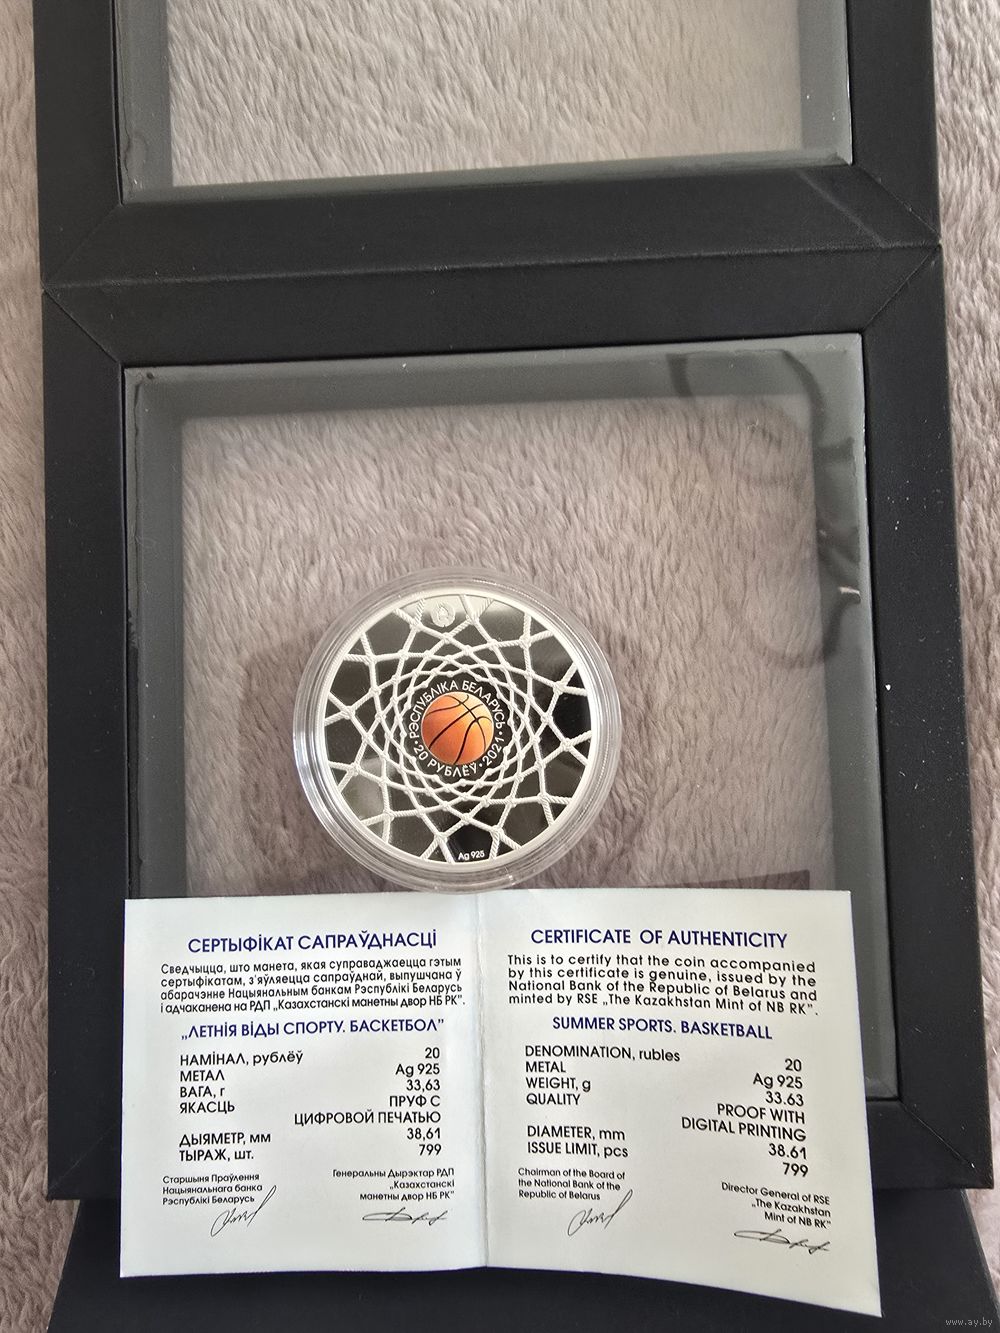 РЭСПУБЛІКА БЕЛАРУСЬ
· 20 РУБЛЁЎ · 2021 ·
Ag 925
СЕРТЫФІКАТ САПРАЎДНАСЦІ
Сведчыцца, што манета, якая суправаджаецца гэтым
сертыфікатам, з'яўляецца сапраўднай, выпушчана ў
абарачэнне Нацыянальным банкам Рэспублікі Беларусь
і адчаканена на РДП „Казахстанскі манетны двор НБ РК”.
„ЛЕТНІЯ ВІДЫ СПОРТУ. БАСКЕТБОЛ”
НАМІНАЛ, рублёў 20
МЕТАЛ Ag 925
ВАГА, г 33,63
ЯКАСЦЬ ПРУФ С
ЦИФРОВОЙ ПЕЧАТЬЮ
ДЫЯМЕТР, мм 38,61
ТЫРАЖ, шт. 799
Старшыня Праўлення
Нацыянальнага банка
Рэспублікі Беларусь
Генеральны Дырэктар РДП
„Казахстанскі
манетны двор НБ РК”
CERTIFICATE OF AUTHENTICITY
This is to certify that the coin accompanied
by this certificate is genuine, issued by the
National Bank of the Republic of Belarus and
minted by RSE „The Kazakhstan Mint of NB RK”.
SUMMER SPORTS. BASKETBALL
DENOMINATION, rubles 20
METAL Ag 925
WEIGHT, g 33.63
QUALITY PROOF WITH
DIGITAL PRINTING
DIAMETER, mm 38.61
ISSUE LIMIT, pcs 799
Chairman of the Board of
the National Bank of the
Republic of Belarus
Director General of RSE
„The Kazakhstan
Mint of NB RK”
www.ay.by